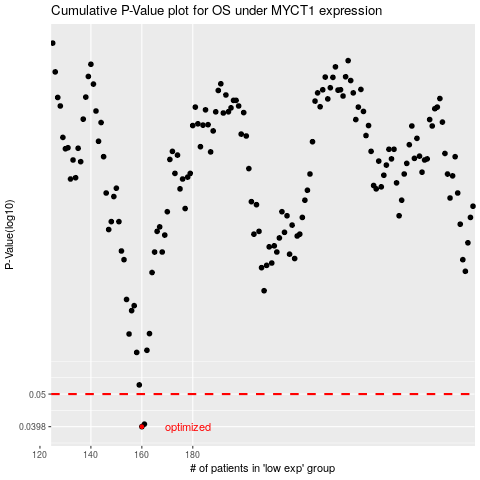 Cumulative P-Value plot for OS under MYCT1 expression
P-Value(log10)
0.05
0.0398
optimized
120 140 160 180
# of patients in 'low exp' group